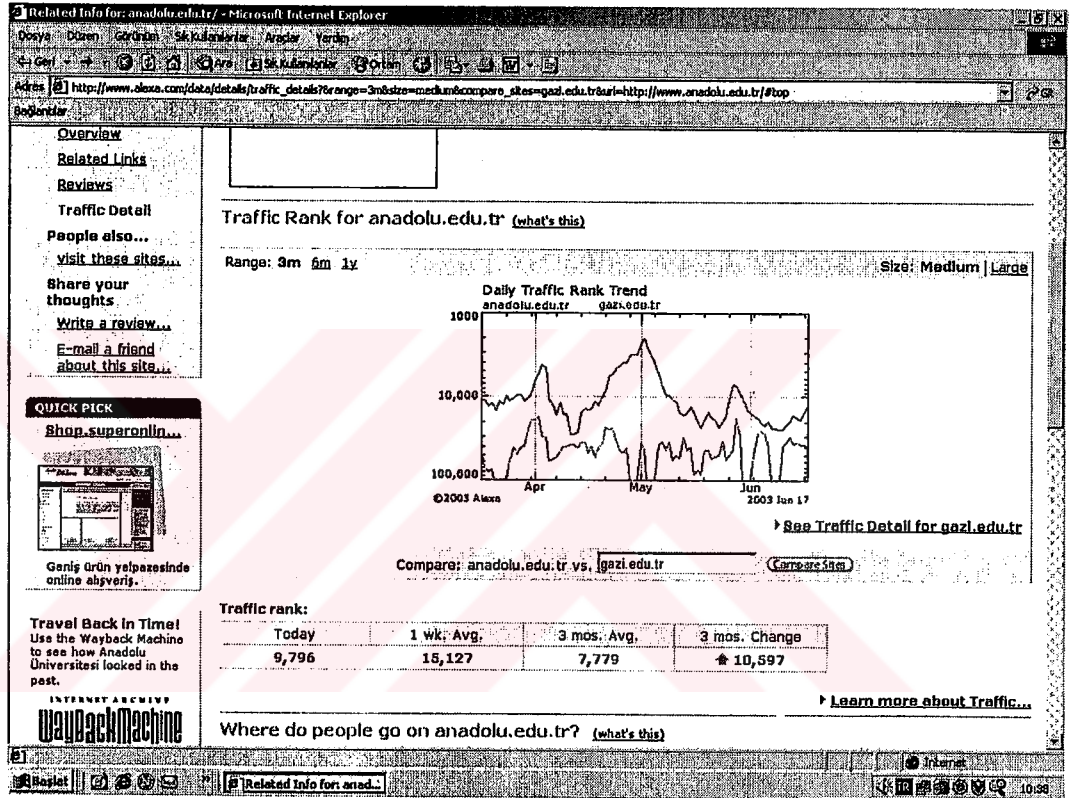 Related Info for: anadolu.edu.tr/ - Microsoft Internet Explorer
Dosya Düzen Görünüm Sık Kullanılanlar Araçlar Yardım
Geri Ara Sık Kullanılanlar Ortam
Adres http://www.alexa.com/data/details/traffic_details?&range=3m&size=medium&compare_sites=gazi.edu.tr&url=http://www.anadolu.edu.tr/#top Git
Bağlantılar
Overview
Related Links
Reviews
Traffic Detail
People also...
visit these sites...
Share your
thoughts
Write a review...
E-mail a friend
about this site...
QUICK PICK
Shop.superonlin...
Geniş ürün yelpazesinde
online alışveriş.
Travel Back in Time!
Use the Wayback Machine
to see how Anadolu
Üniversitesi looked in the
past.
INTERNET ARCHIVE
WayBackMachine
Traffic Rank for anadolu.edu.tr (what's this)
Range: 3m 6m 1y
Size: Medium | Large
Daily Traffic Rank Trend
anadolu.edu.tr gazi.edu.tr
1000
10,000
100,000
Apr May Jun
©2003 Alexa 2003 Jun 17
See Traffic Detail for gazi.edu.tr
Compare: anadolu.edu.tr vs. gazi.edu.tr Compare Sites
Traffic rank:
Today 1 wk. Avg. 3 mos. Avg. 3 mos. Change
9,796 15,127 7,779 10,597
Learn more about Traffic...
Where do people go on anadolu.edu.tr? (what's this)
Internet
Başlat Related Info for: anad... 10:38